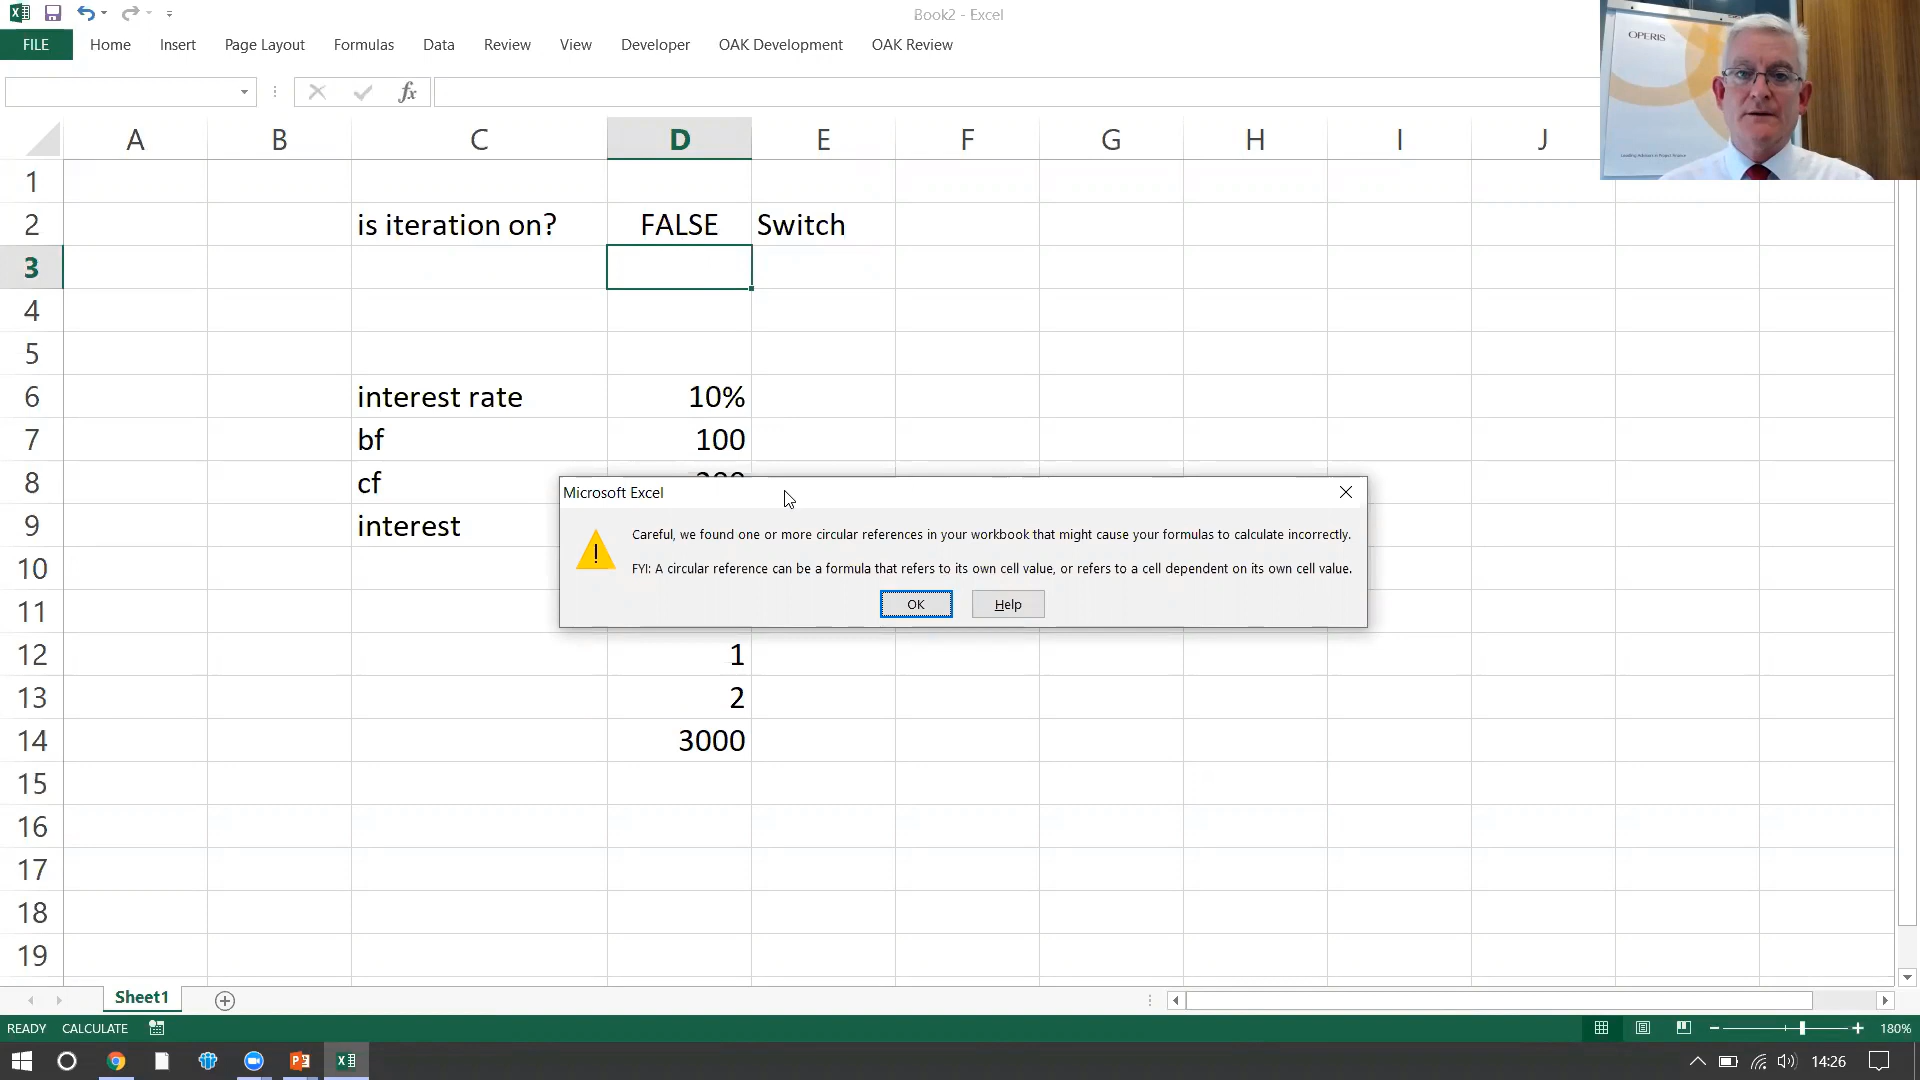 Book2 - Excel
FILE Home Insert Page Layout Formulas Data Review View Developer OAK Development OAK Review
fx
OPERIS
A B C D E F G H I J
1
2 is iteration on? FALSE Switch
3
4
5
6 interest rate 10%
7 bf 100
8 cf
9 interest
Microsoft Excel
Careful, we found one or more circular references in your workbook that might cause your formulas to calculate incorrectly.
FYI: A circular reference can be a formula that refers to its own cell value, or refers to a cell dependent on its own cell value.
OK Help
10
11
12 1
13 2
14 3000
15
16
17
18
19
Sheet1
READY CALCULATE 180%
14:26